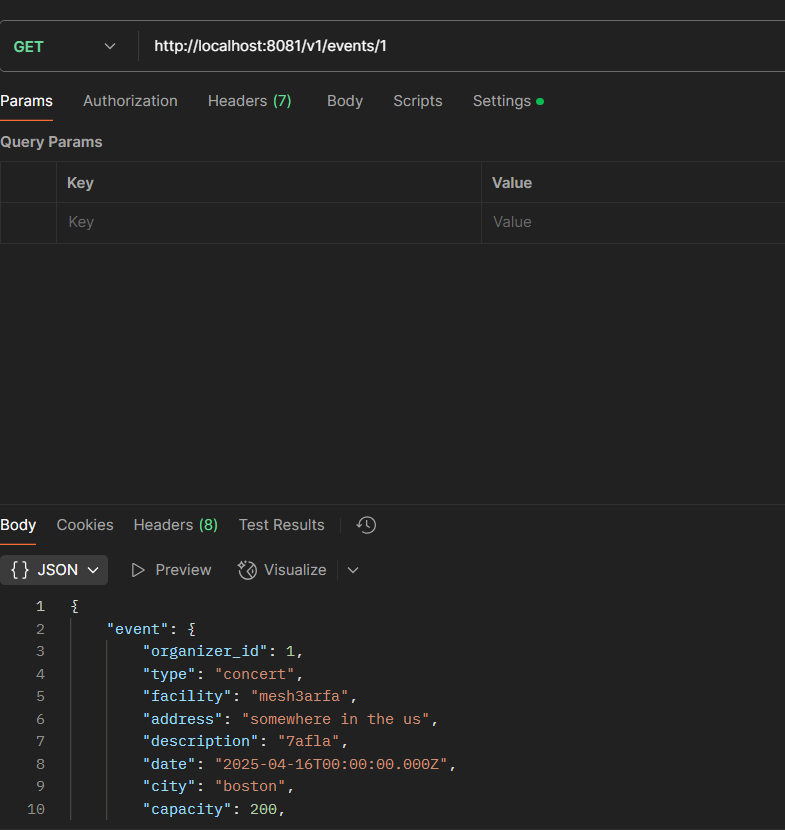 GET http://localhost:8081/v1/events/1
Params Authorization Headers (7) Body Scripts Settings
Query Params
Key Value
Key Value
Body Cookies Headers (8) Test Results
{} JSON Preview Visualize
1 {
2 "event": {
3 "organizer_id": 1,
4 "type": "concert",
5 "facility": "mesh3arfa",
6 "address": "somewhere in the us",
7 "description": "7afla",
8 "date": "2025-04-16T00:00:00.000Z",
9 "city": "boston",
10 "capacity": 200,